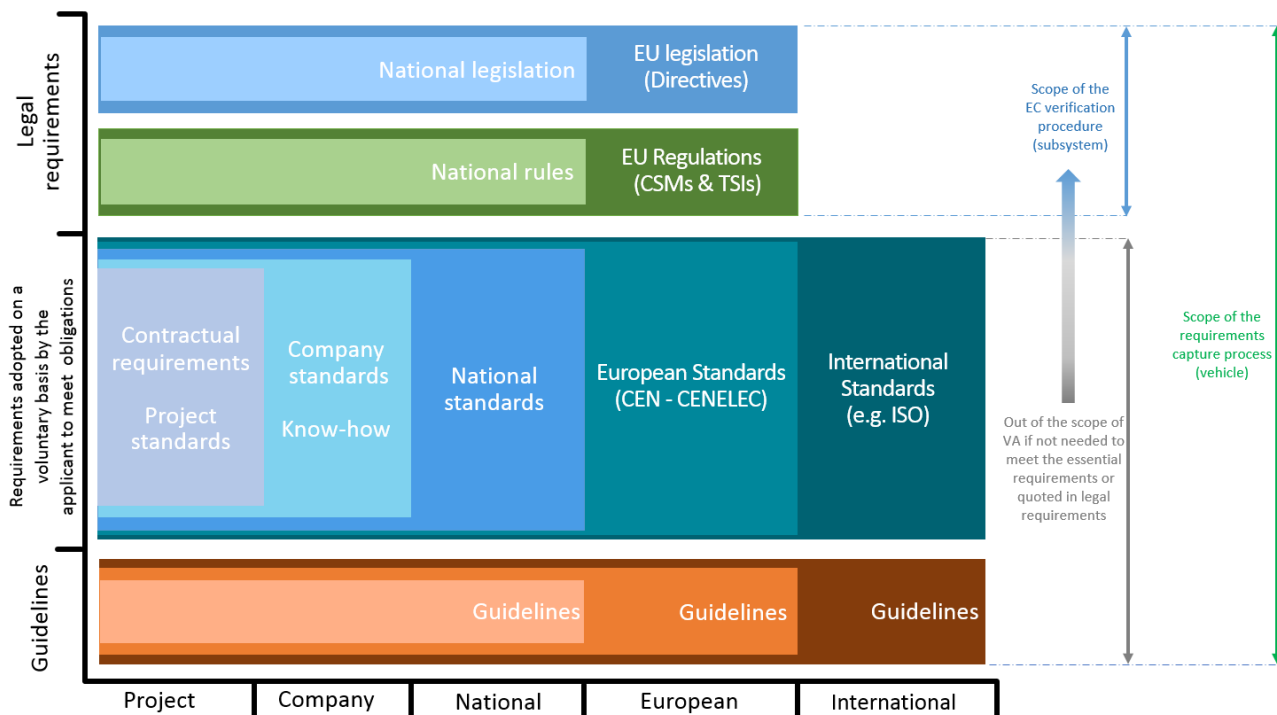 Legal
requirements
National legislation
EU legislation
(Directives)
National rules
EU Regulations
(CSMs & TSIs)
Scope of the
EC verification
procedure
(subsystem)
Requirements adopted on a
voluntary basis by the
applicant to meet obligations
Contractual
requirements
Project
standards
Company
standards
Know-how
National
standards
European Standards
(CEN - CENELEC)
International
Standards
(e.g. ISO)
Out of the scope of
VA if not needed to
meet the essential
requirements or
quoted in legal
requirements
Scope of the
requirements
capture process
(vehicle)
Guidelines
Guidelines
Guidelines
Guidelines
Project
Company
National
European
International